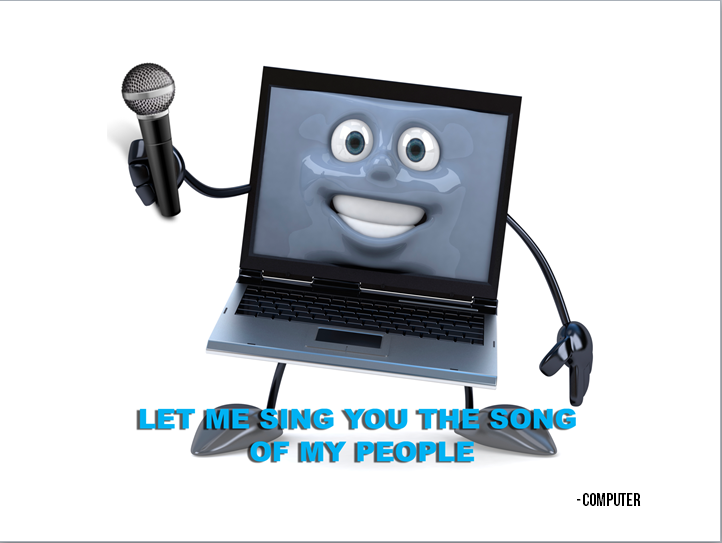 LET ME SING YOU THE SONG
OF MY PEOPLE
-COMPUTER